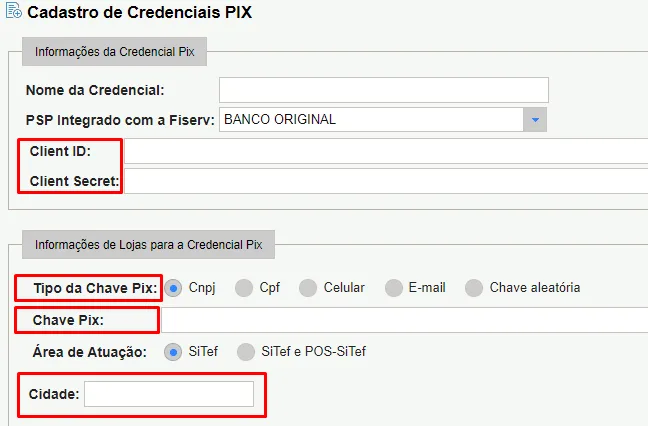 Cadastro de Credenciais PIX
Informações da Credencial Pix
Nome da Credencial:
PSP Integrado com a Fiserv: BANCO ORIGINAL
Client ID:
Client Secret:
Informações de Lojas para a Credencial Pix
Tipo da Chave Pix: Cnpj Cpf Celular E-mail Chave aleatória
Chave Pix:
Área de Atuação: SiTef SiTef e POS-SiTef
Cidade: